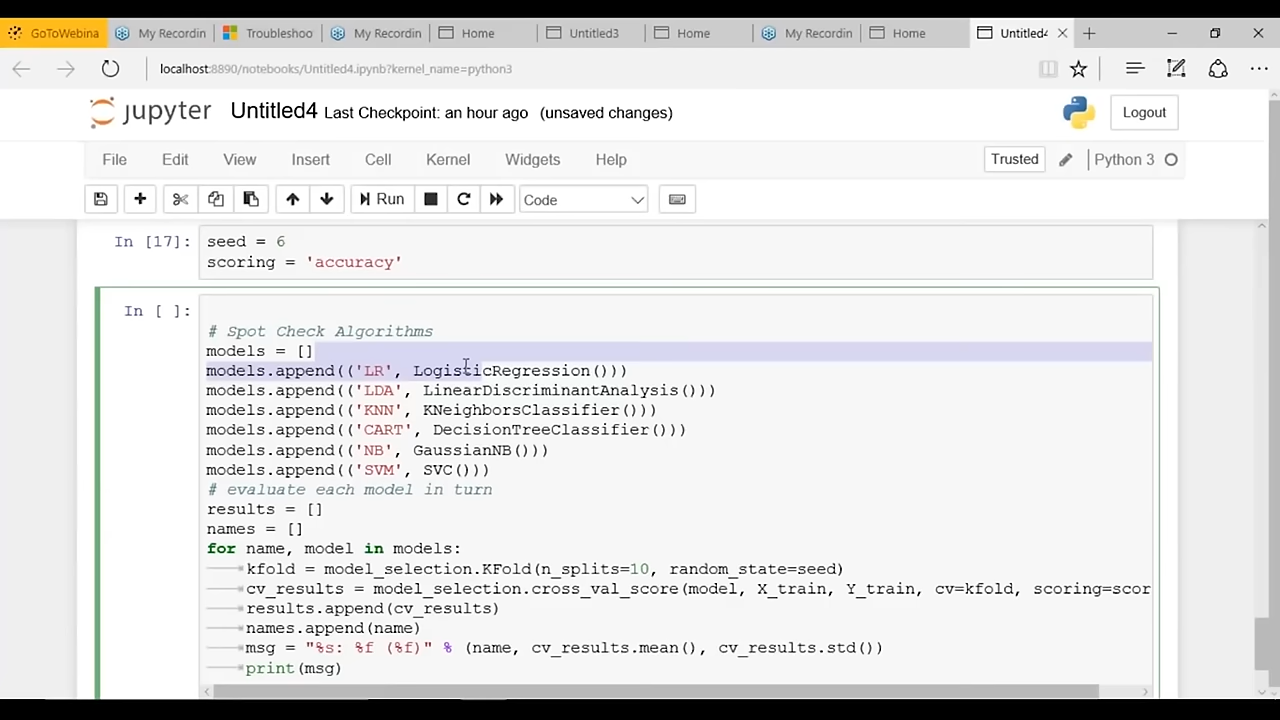 GoToWebina My Recordin Troubleshoo My Recordin Home Untitled3 Home My Recordin Home Untitled4
localhost:8890/notebooks/Untitled4.ipynb?kernel_name=python3
jupyter Untitled4 Last Checkpoint: an hour ago (unsaved changes) Logout
File Edit View Insert Cell Kernel Widgets Help Trusted Python 3
Run Code
In [17]: seed = 6
scoring = 'accuracy'
In [ ]:
# Spot Check Algorithms
models = []
models.append(('LR', LogisticRegression()))
models.append(('LDA', LinearDiscriminantAnalysis()))
models.append(('KNN', KNeighborsClassifier()))
models.append(('CART', DecisionTreeClassifier()))
models.append(('NB', GaussianNB()))
models.append(('SVM', SVC()))
# evaluate each model in turn
results = []
names = []
for name, model in models:
kfold = model_selection.KFold(n_splits=10, random_state=seed)
cv_results = model_selection.cross_val_score(model, X_train, Y_train, cv=kfold, scoring=scor
results.append(cv_results)
names.append(name)
msg = "%s: %f (%f)" % (name, cv_results.mean(), cv_results.std())
print(msg)